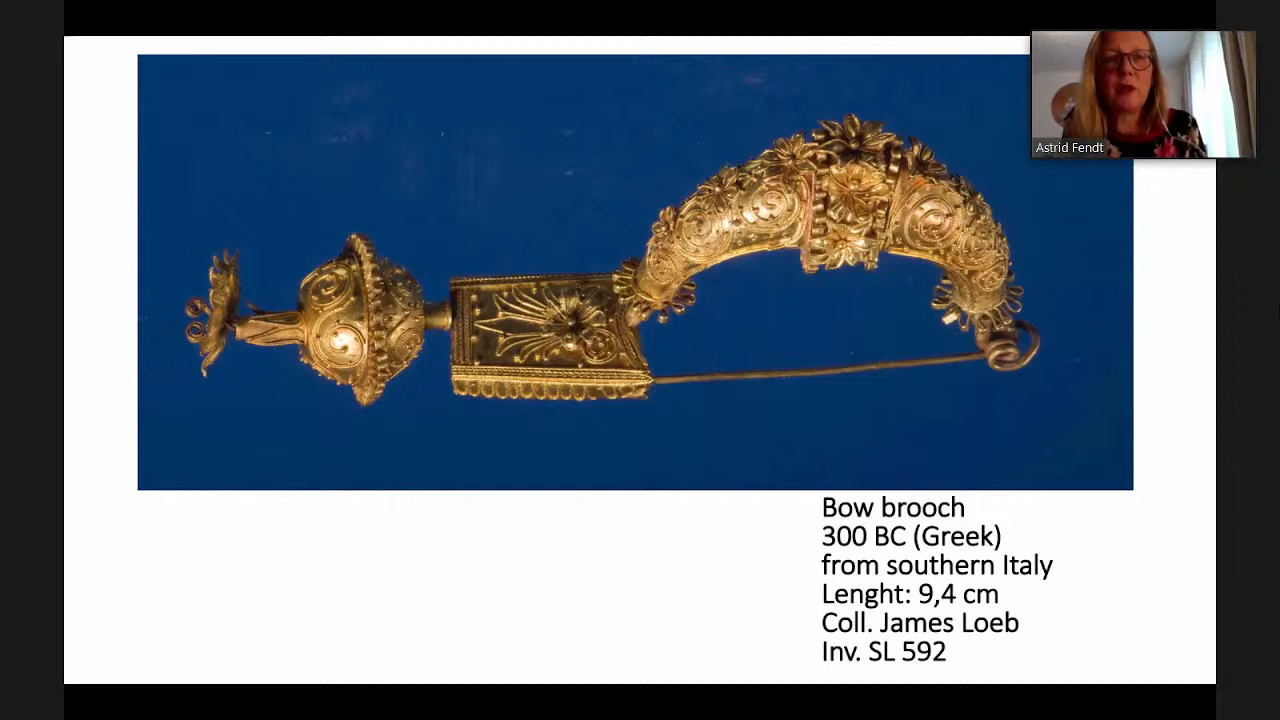 Astrid Fendt
Bow brooch
300 BC (Greek)
from southern Italy
Lenght: 9,4 cm
Coll. James Loeb
Inv. SL 592